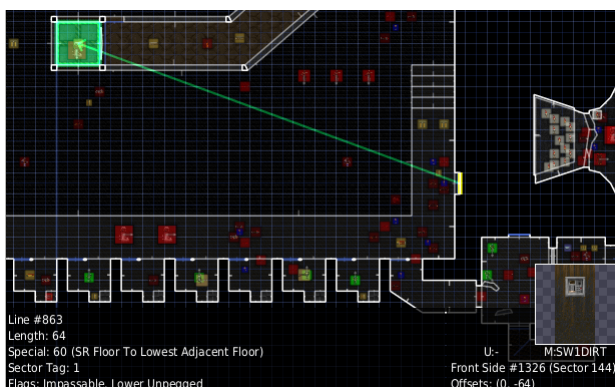 Line #863
Length: 64
Special: 60 (SR Floor To Lowest Adjacent Floor)
Sector Tag: 1
Flags: Impassable, Lower Unpegged
U:- M:SW1DIRT
Front Side #1326 (Sector 144)
Offsets: (0, -64)